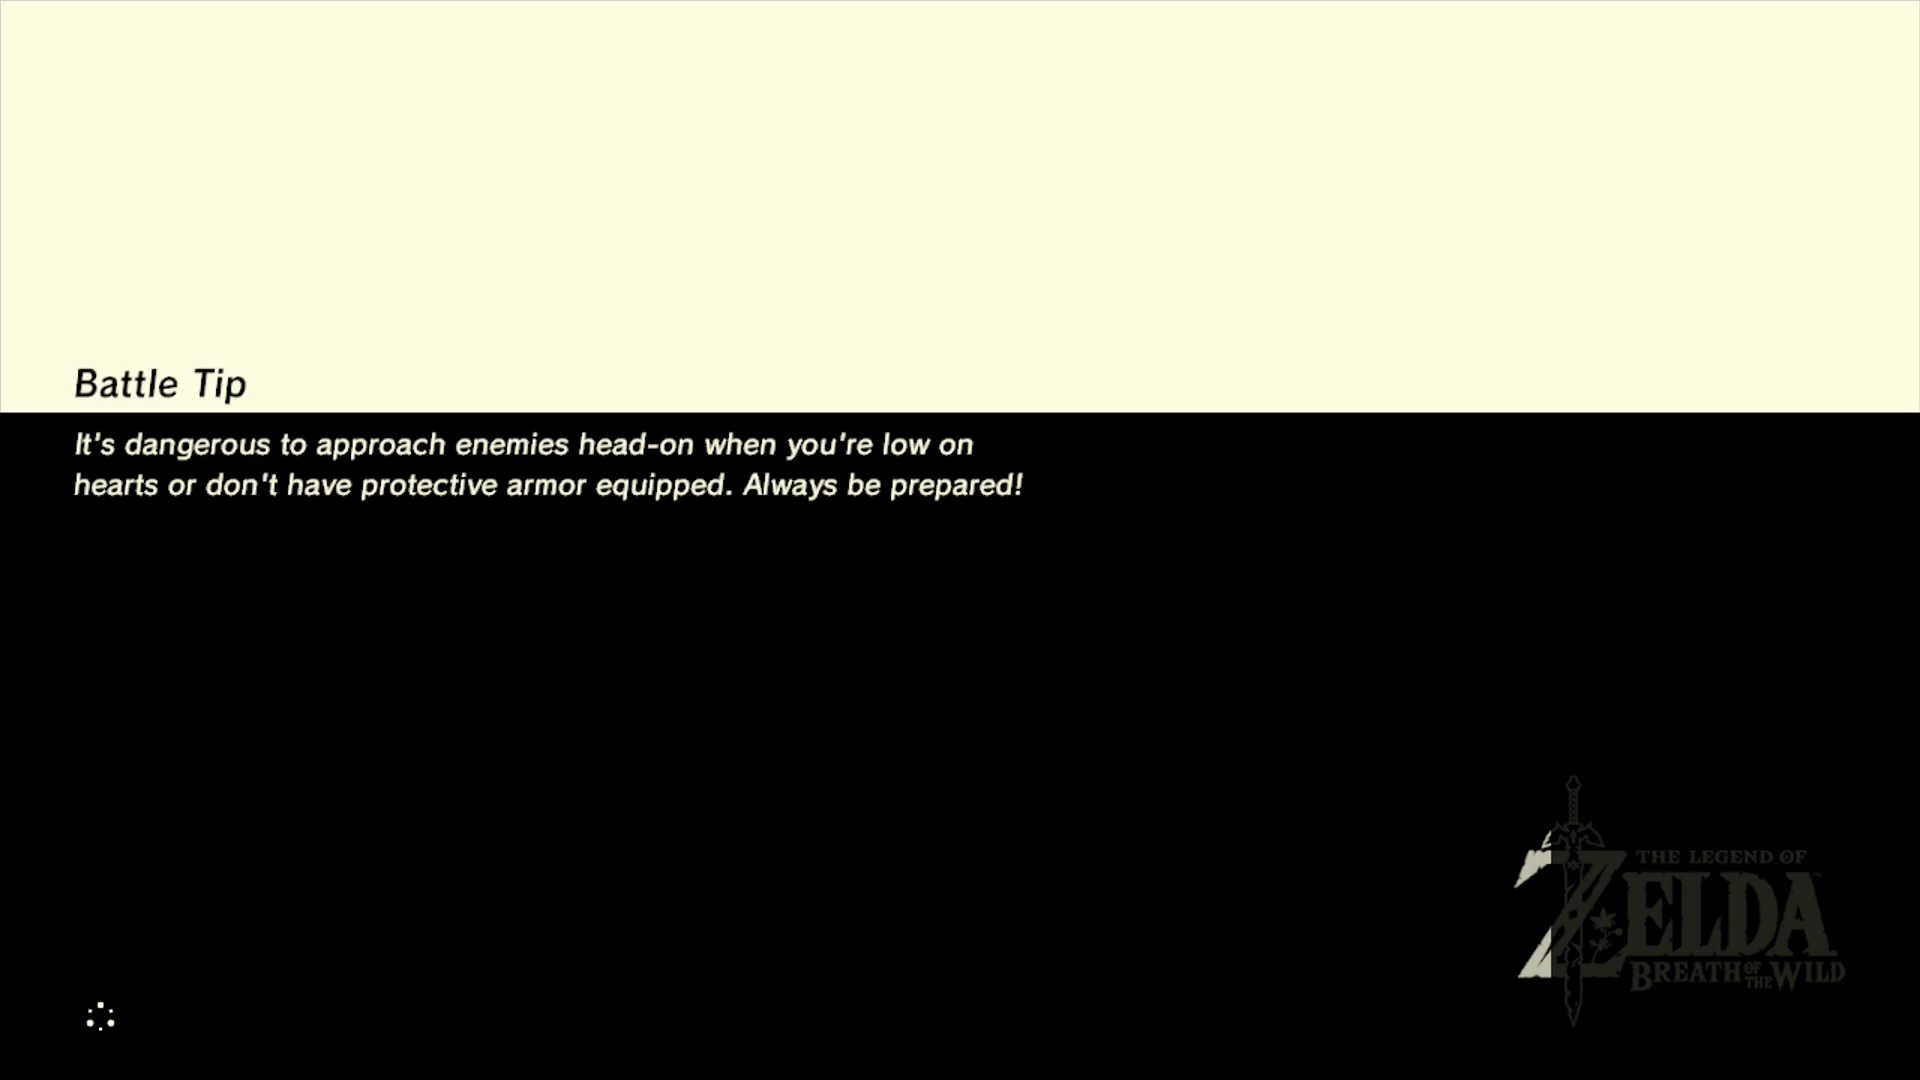 Battle Tip
It's dangerous to approach enemies head-on when you're low on
hearts or don't have protective armor equipped. Always be prepared!
THE LEGEND OF
ZELDA™
BREATH OF THE WILD